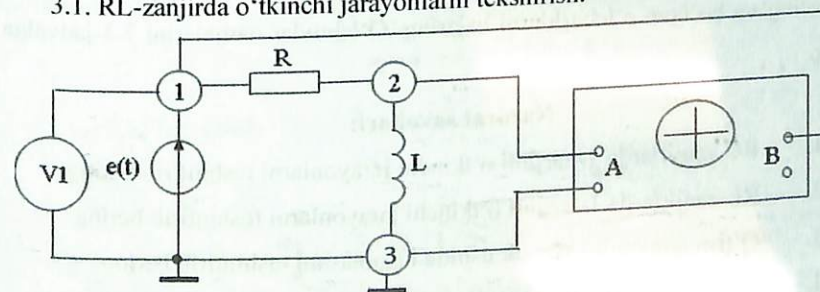 3.1. RL-zanjirda o‘tkinchi jarayonlarni tekshirish.
R
1
2
V1
e(t)
L
A
B
3